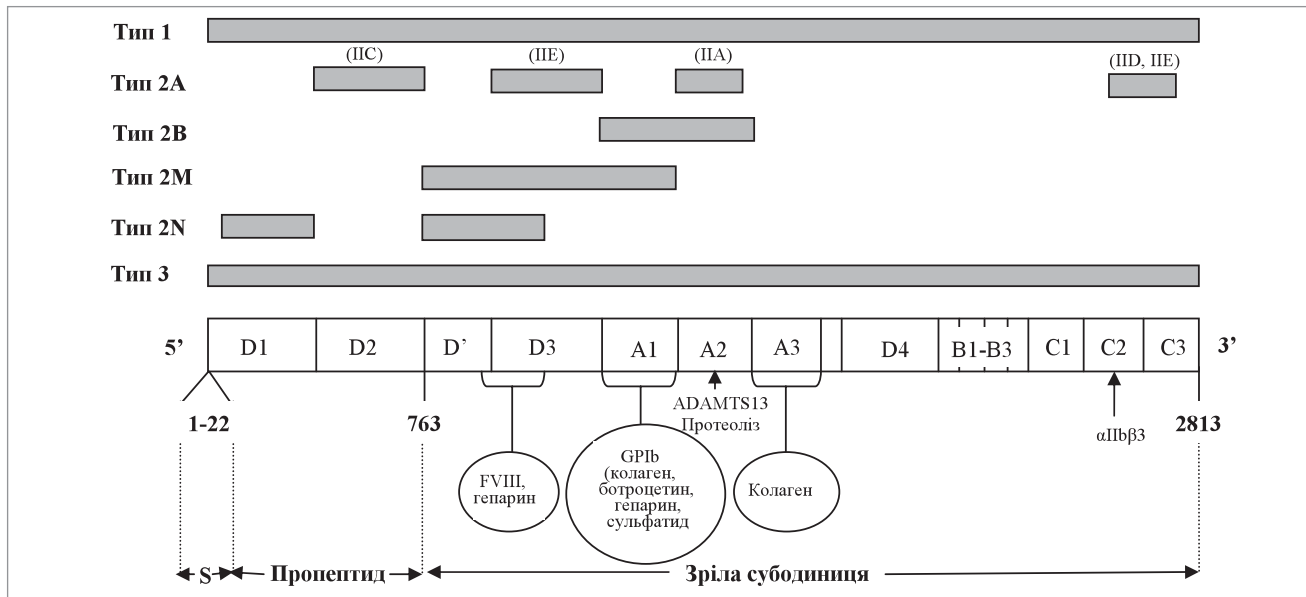 Тип 1
(IIC) (IIE) (IIA) (IID, IIE)
Тип 2A
Тип 2B
Тип 2M
Тип 2N
Тип 3
5’ D1 D2 D’ D3 A1 A2 A3 D4 B1-B3 C1 C2 C3 3’
1-22 763 ADAMTS13 2813
Протеоліз αIIbβ3
GPIb
(колаген,
ботроцетин,
гепарин,
сульфатид
FVIII,
гепарин
Колаген
S Пропептид Зріла субодиниця